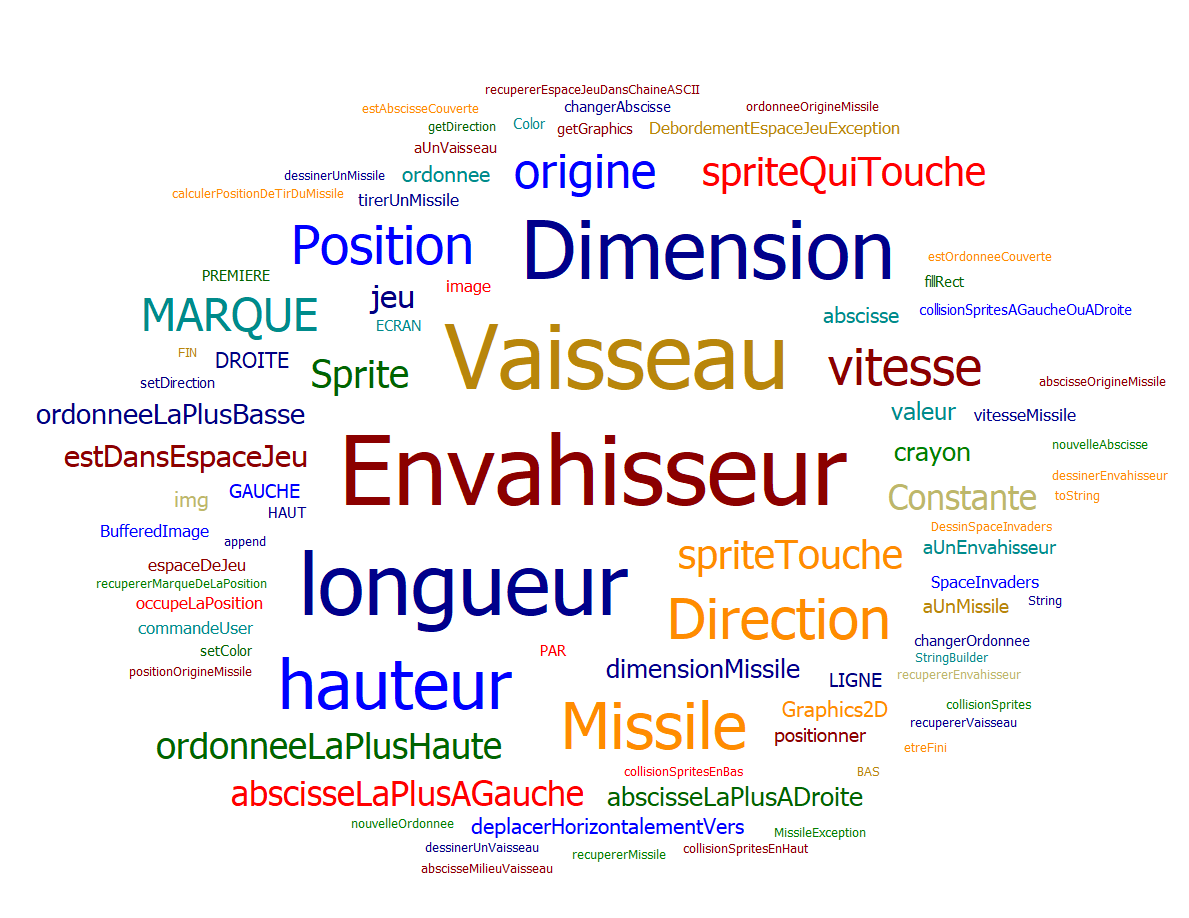 recupererEspaceJeuDansChaineASCII
estAbscisseCouverte changerAbscisse ordonneeOrigineMissile
getDirection Color getGraphics DebordementEspaceJeuException
aUnVaisseau
dessinerUnMissile ordonnee origine spriteQuiTouche
calculerPositionDeTirDuMissile tirerUnMissile
Position Dimension
estOrdonneeCouverte
PREMIERE image fillRect
jeu
MARQUE ECRAN abscisse collisionSpritesAGaucheOuADroite
FIN DROITE Vaisseau vitesse
setDirection Sprite abscisseOrigineMissile
ordonneeLaPlusBasse valeur vitesseMissile
estDansEspaceJeu Envahisseur crayon nouvelleAbscisse
dessinerEnvahisseur
img GAUCHE Constante toString
HAUT
BufferedImage append DessinSpaceInvaders
spriteTouche aUnEnvahisseur
espaceDeJeu
recupererMarqueDeLaPosition longueur SpaceInvaders
occupeLaPosition Direction aUnMissile String
commandeUser
setColor PAR changerOrdonnee
StringBuilder
positionOrigineMissile dimensionMissile LIGNE recupererEnvahisseur
hauteur
Missile Graphics2D collisionSprites
positionner recupererVaisseau
ordonneeLaPlusHaute etreFini
collisionSpritesEnBas BAS
abscisseLaPlusAGauche abscisseLaPlusADroite
nouvelleOrdonnee deplacerHorizontalementVers MissileException
dessinerUnVaisseau recupererMissile collisionSpritesEnHaut
abscisseMilieuVaisseau